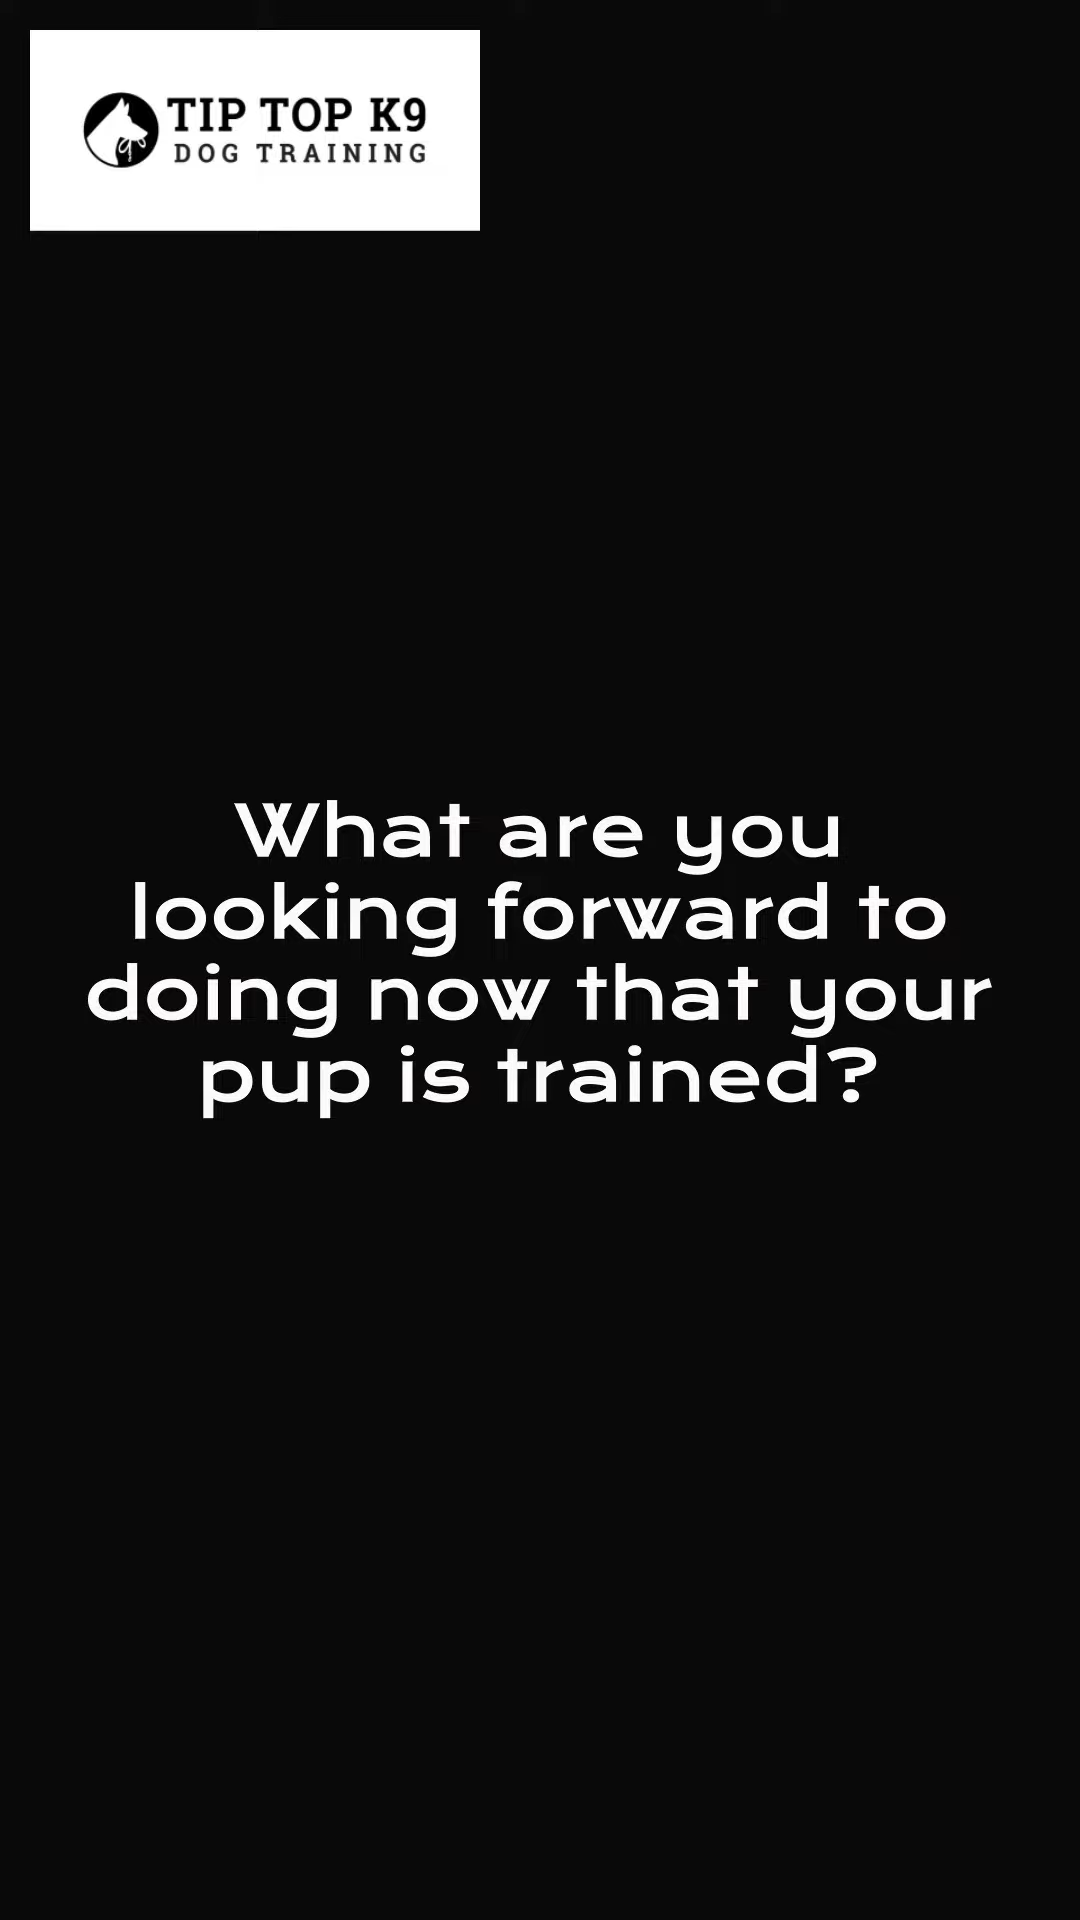 TIP TOP K9
DOG TRAINING
What are you
looking forward to
doing now that your
pup is trained?